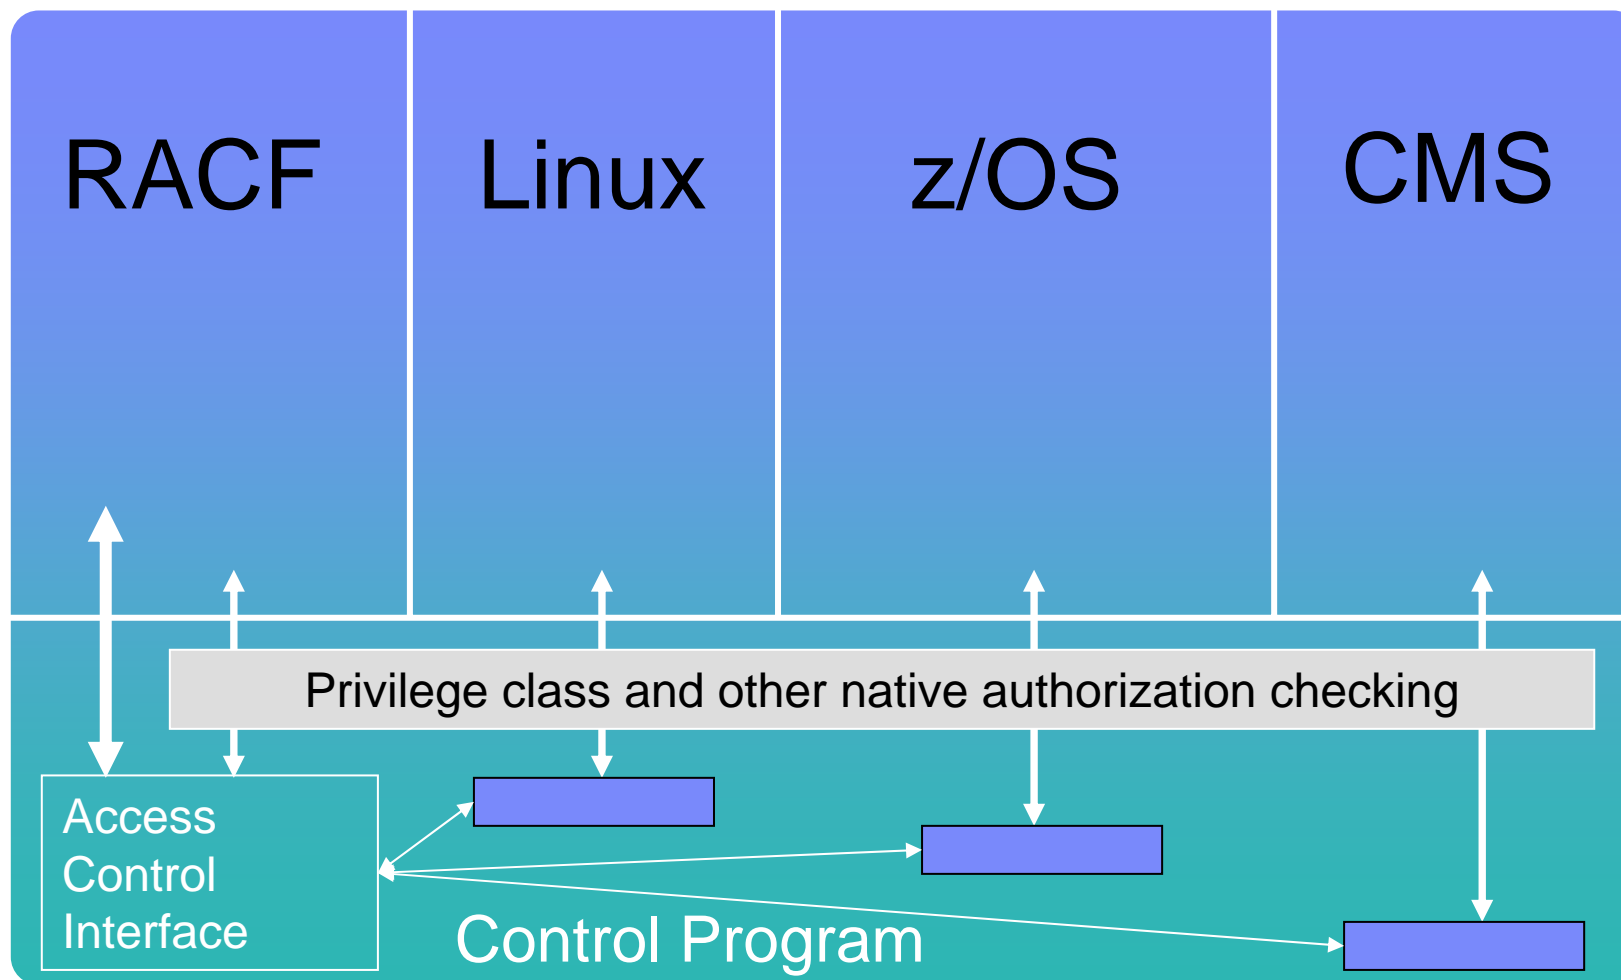 RACF
Linux
z/OS
CMS
Privilege class and other native authorization checking
Access
Control
Interface
Control Program